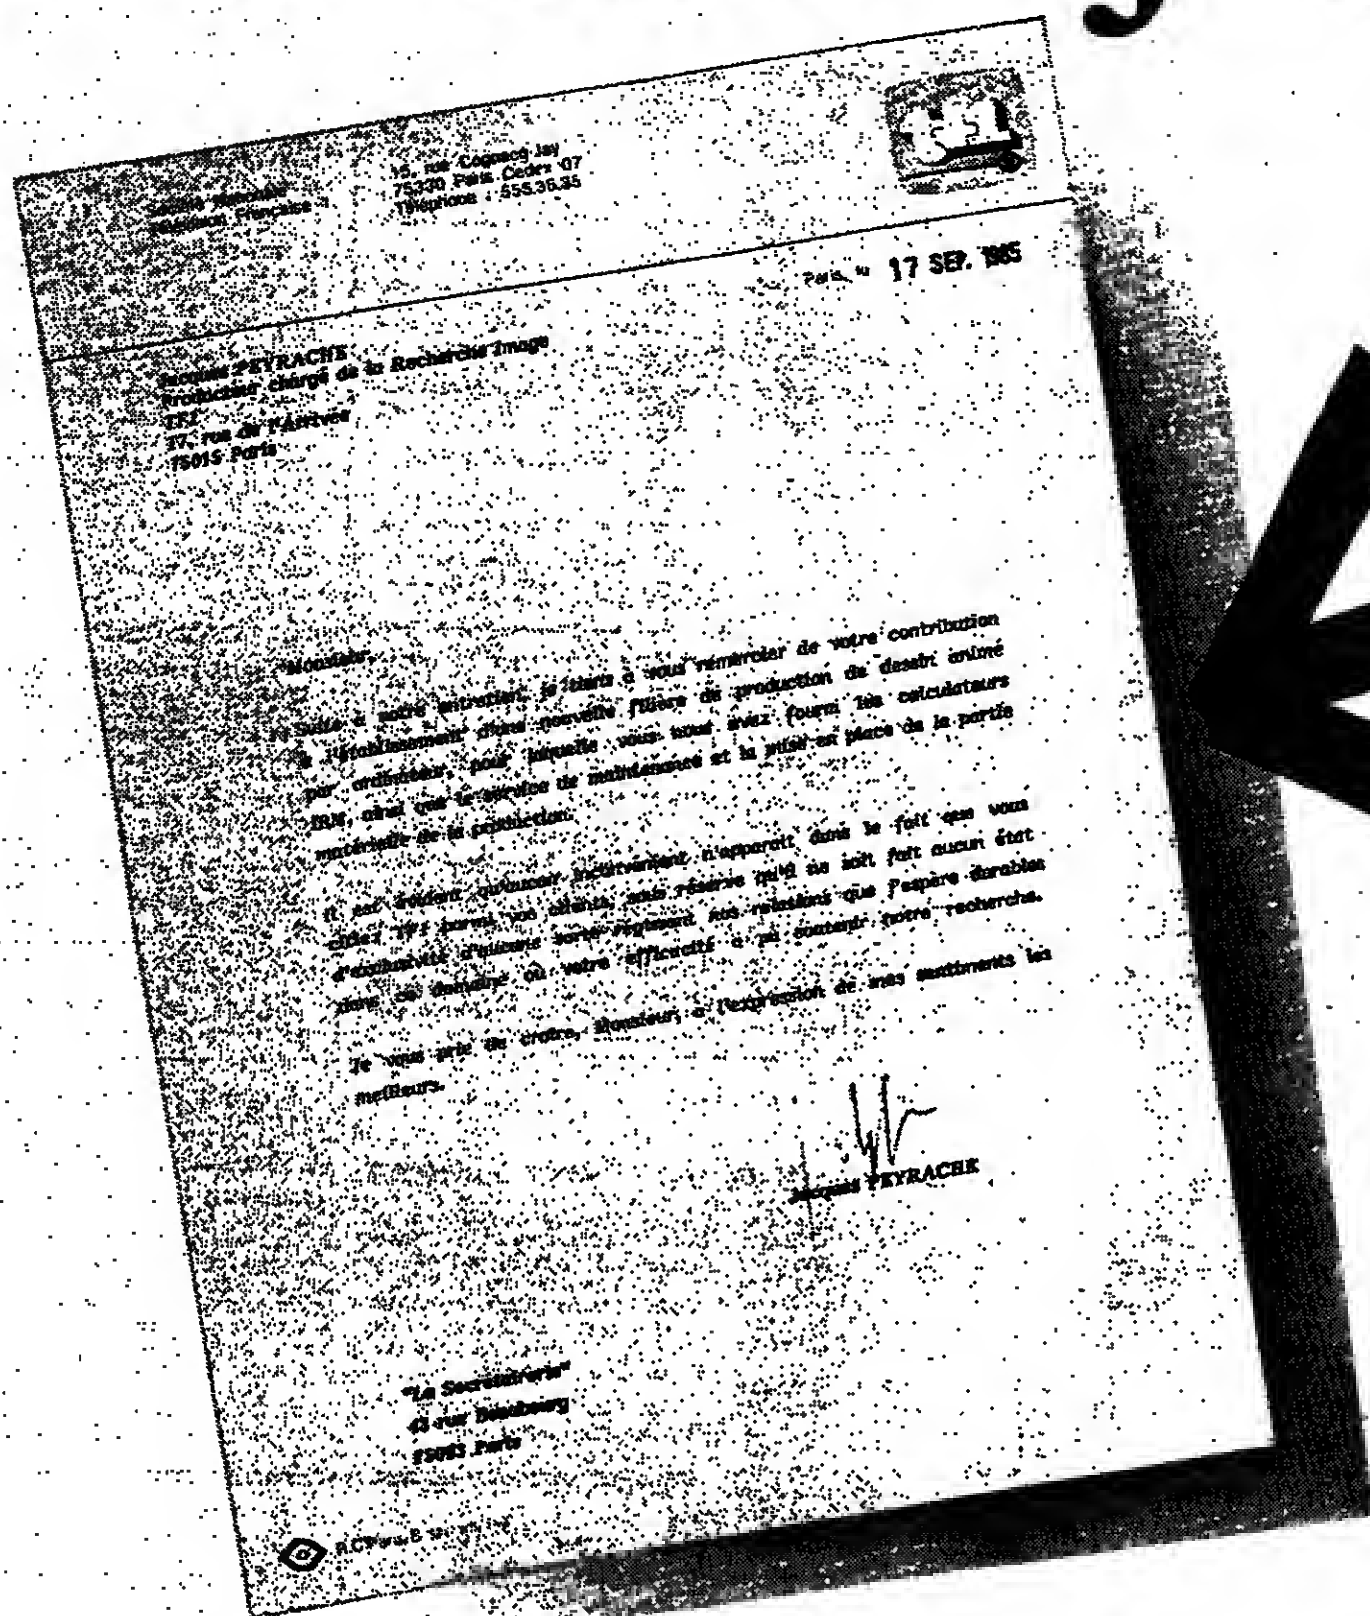 Société Nationale
Télévision Française 1
15, rue Cognacq Jay
75330 Paris Cedex 07
Téléphone : 555.35.35
TF1
Paris, le 17 SEP. 1985
Jacques PEYRACHE
Producteur chargé de la Recherche Image
TF1
17, rue de l'Arrivée
75015 Paris
Monsieur,
Suite à notre entretien, je tiens à vous remercier de votre contribution
à l'établissement d'une nouvelle filière de production de dessin animé
par ordinateur, pour laquelle vous nous avez fourni les calculateurs
IBM, ainsi que le service de maintenance et la mise en place de la partie
matérielle de la production.
Il est évident qu'aucun inconvénient n'apparait dans le fait que vous
citiez TF1 parmi vos clients, sous réserve qu'il ne soit fait aucun état
d'exclusivité d'aucune sorte régissant nos relations que j'espère durables
dans ce domaine où votre efficacité a pu soutenir notre recherche.
Je vous prie de croire, Monsieur, à l'expression de mes sentiments les
meilleurs.
Jacques PEYRACHE
"La Secrétairerie"
43 rue Beaubourg
75003 Paris
R.C Paris B